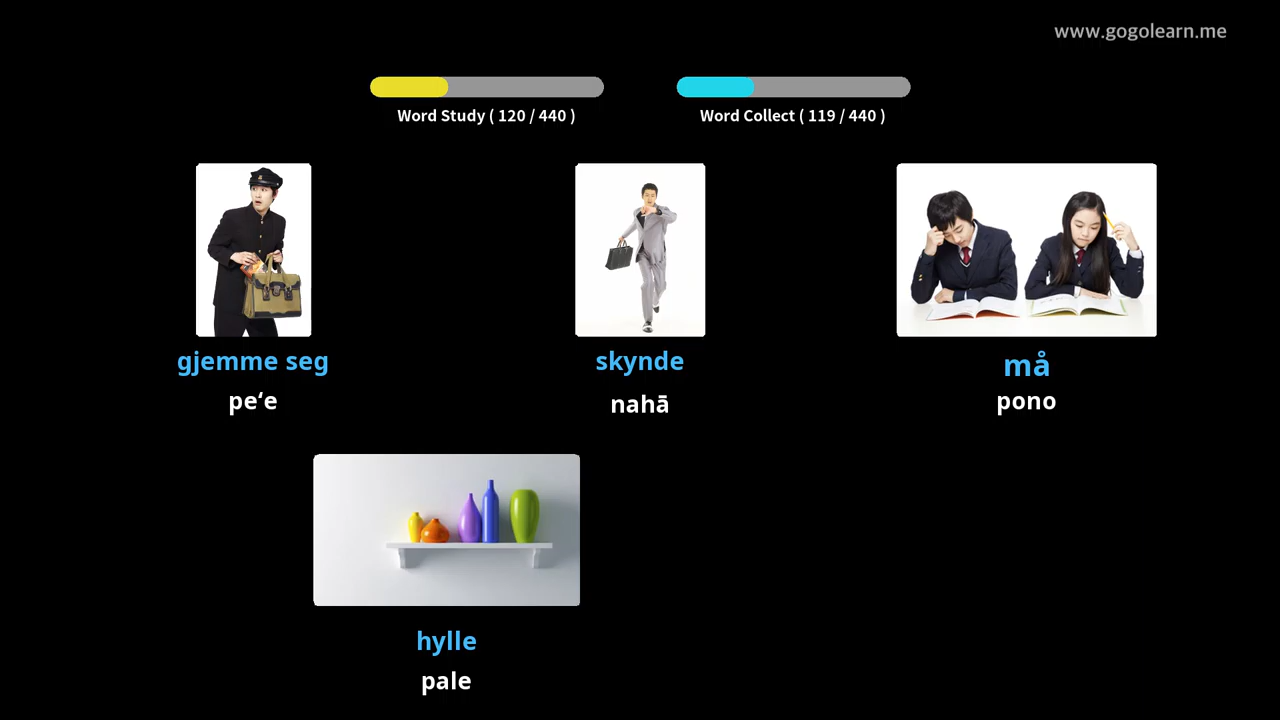 www.gogolearn.me
Word Study ( 120 / 440 )
Word Collect ( 119 / 440 )
gjemme seg
skynde
må
peʻe
nahā
pono
hylle
pale